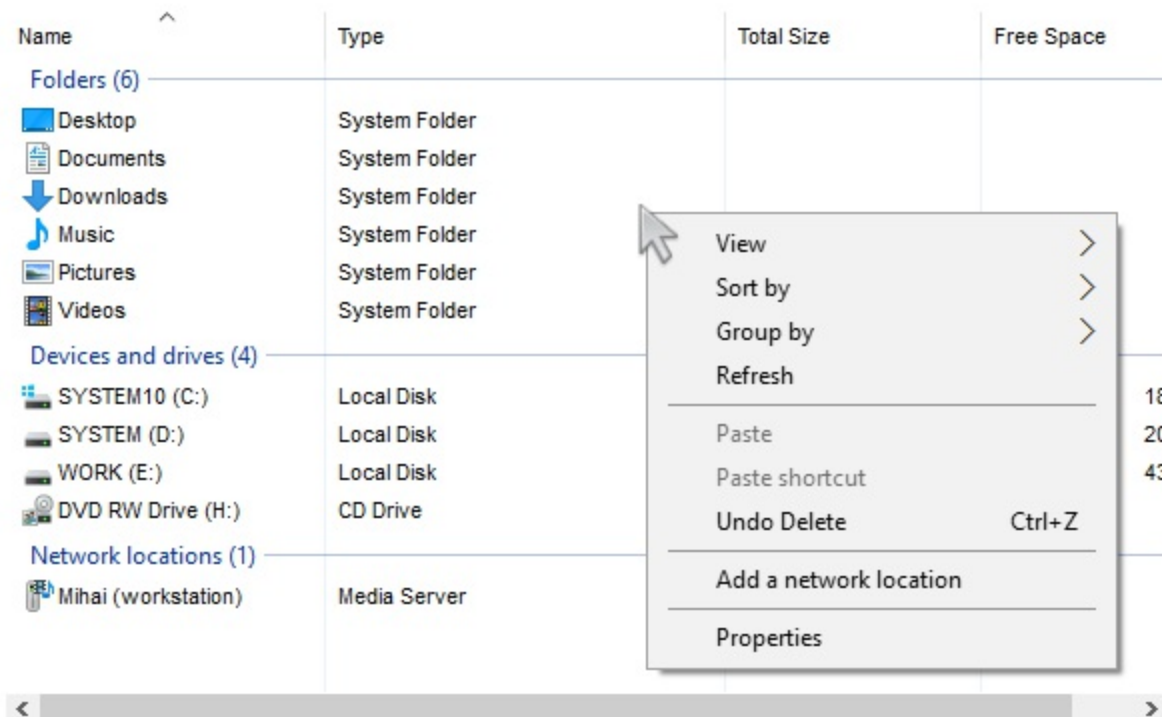 Name Type Total Size Free Space
Folders (6)
Desktop System Folder
Documents System Folder
Downloads System Folder
Music System Folder
Pictures System Folder
Videos System Folder
Devices and drives (4)
SYSTEM10 (C:) Local Disk 18
SYSTEM (D:) Local Disk 20
WORK (E:) Local Disk 43
DVD RW Drive (H:) CD Drive
Network locations (1)
Mihai (workstation) Media Server
View
Sort by
Group by
Refresh
Paste
Paste shortcut
Undo Delete Ctrl+Z
Add a network location
Properties